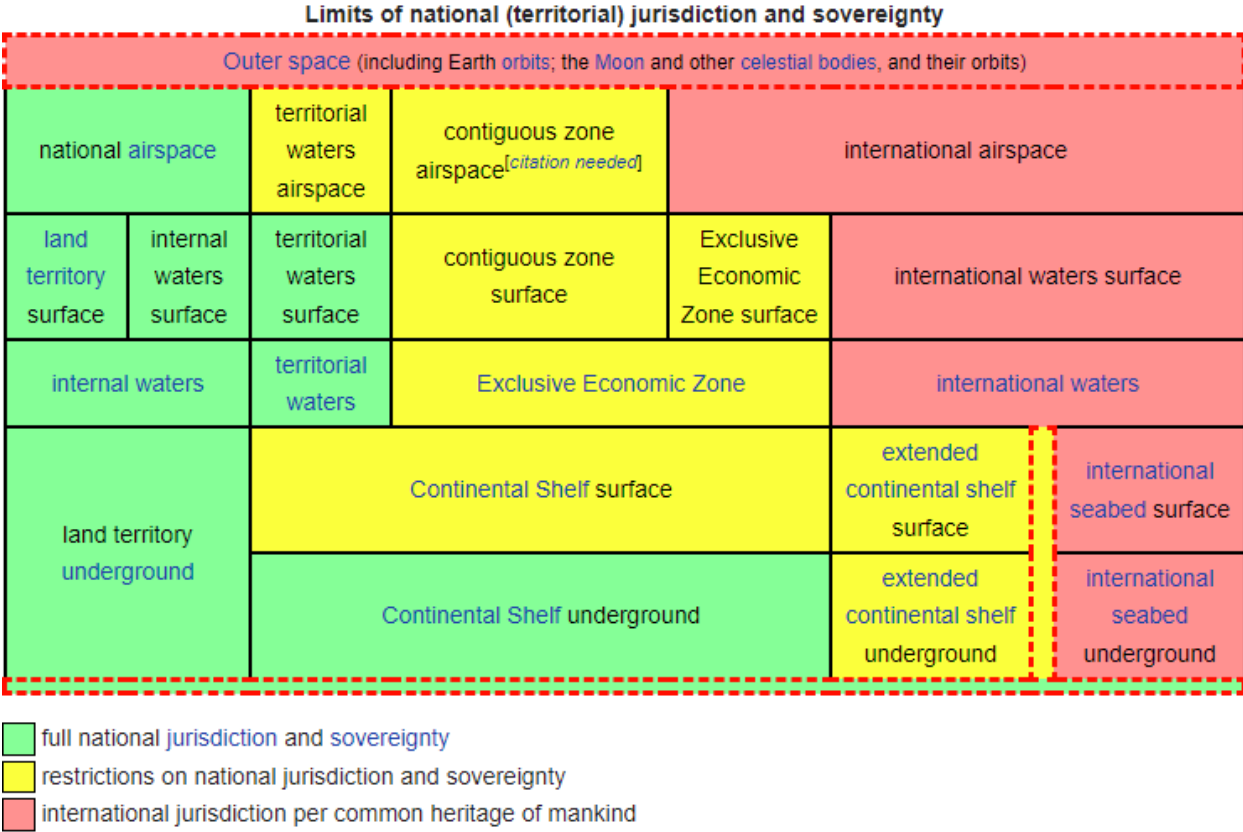 Limits of national (territorial) jurisdiction and sovereignty
Outer space (including Earth orbits; the Moon and other celestial bodies, and their orbits)
national airspace
territorial
waters
airspace
contiguous zone
airspace[citation needed]
international airspace
land
territory
surface
internal
waters
surface
territorial
waters
surface
contiguous zone
surface
Exclusive
Economic
Zone surface
international waters surface
internal waters
territorial
waters
Exclusive Economic Zone
international waters
land territory
underground
Continental Shelf surface
extended
continental shelf
surface
international
seabed surface
Continental Shelf underground
extended
continental shelf
underground
international
seabed
underground
full national jurisdiction and sovereignty
restrictions on national jurisdiction and sovereignty
international jurisdiction per common heritage of mankind